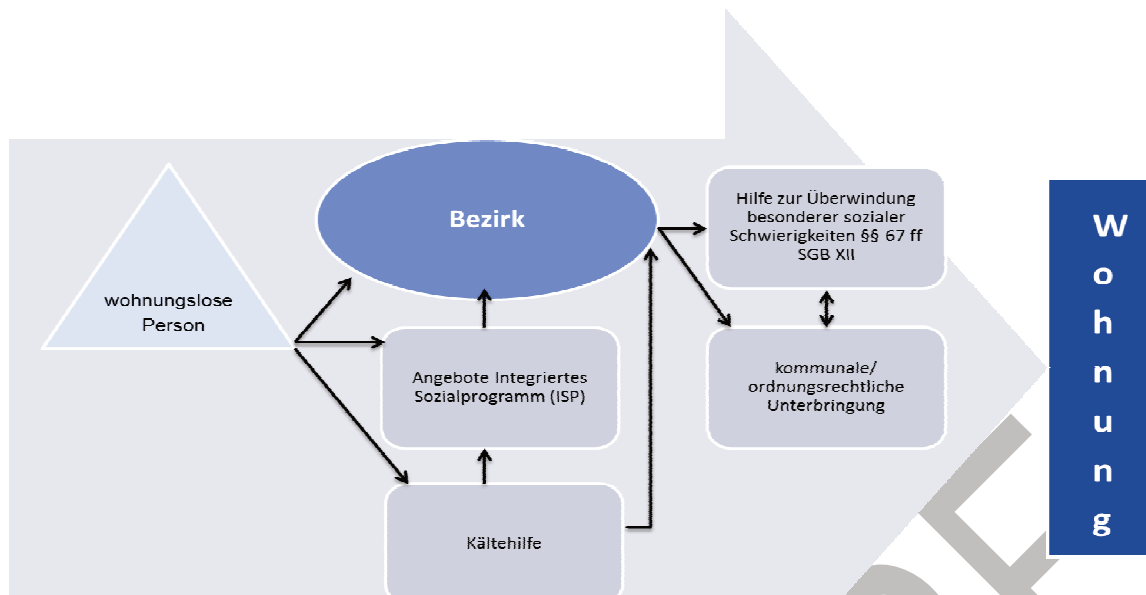 wohnungslose
Person
Bezirk
Angebote Integriertes
Sozialprogramm (ISP)
Kältehilfe
Hilfe zur Überwindung
besonderer sozialer
Schwierigkeiten §§ 67 ff
SGB XII
kommunale/
ordnungsrechtliche
Unterbringung
W
o
h
n
u
n
g